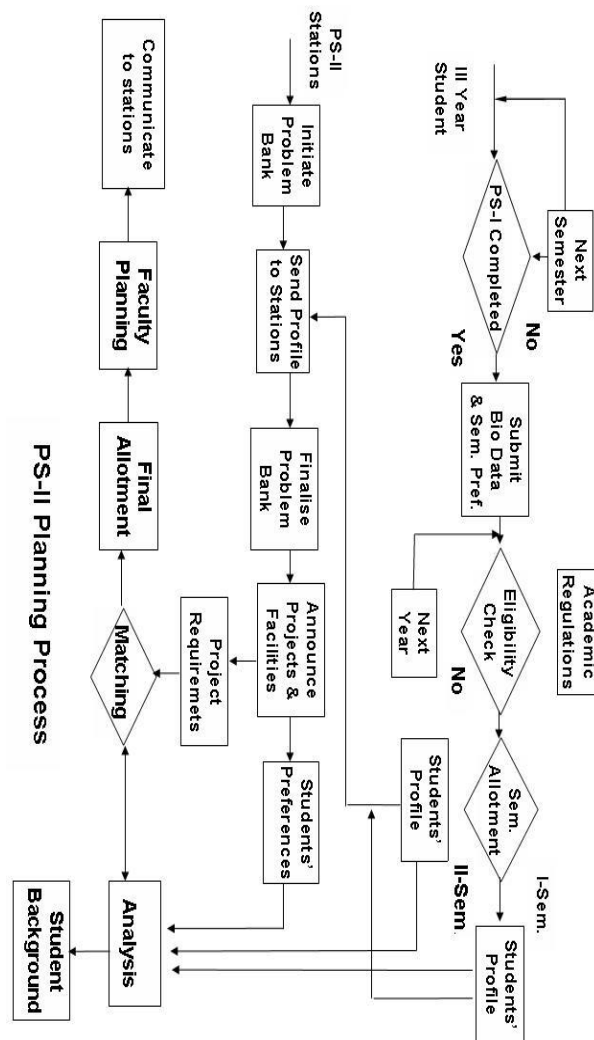 III Year
Student
Next
Semester
PS-I Completed
No
Yes
Submit
Bio Data
& Sem. Pref.
Academic
Regulations
Eligibility
Check
Next
Year
No
Sem.
Allotment
I-Sem.
II-Sem
Students'
Profile
Students'
Profile
PS-II
Stations
Initiate
Problem
Bank
Send Profile
to Stations
Finalise
Problem
Bank
Announce
Projects &
Facilities
Students'
Preferences
Project
Requiremets
Communicate
to stations
Faculty
Planning
Final
Allotment
Matching
Analysis
Student
Background
PS-II Planning Process